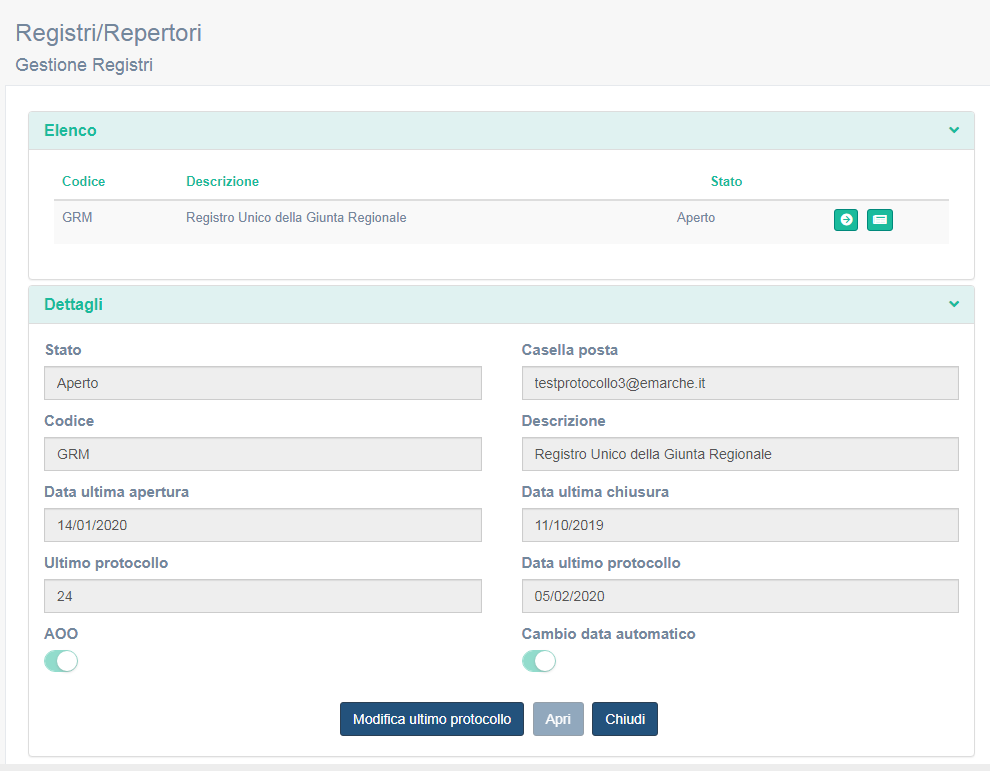 Registri/Repertori
Gestione Registri
Elenco
Codice Descrizione Stato
GRM Registro Unico della Giunta Regionale Aperto
Dettagli
Stato Casella posta
Aperto testprotocollo3@emarche.it
Codice Descrizione
GRM Registro Unico della Giunta Regionale
Data ultima apertura Data ultima chiusura
14/01/2020 11/10/2019
Ultimo protocollo Data ultimo protocollo
24 05/02/2020
AOO Cambio data automatico
Modifica ultimo protocollo Apri Chiudi